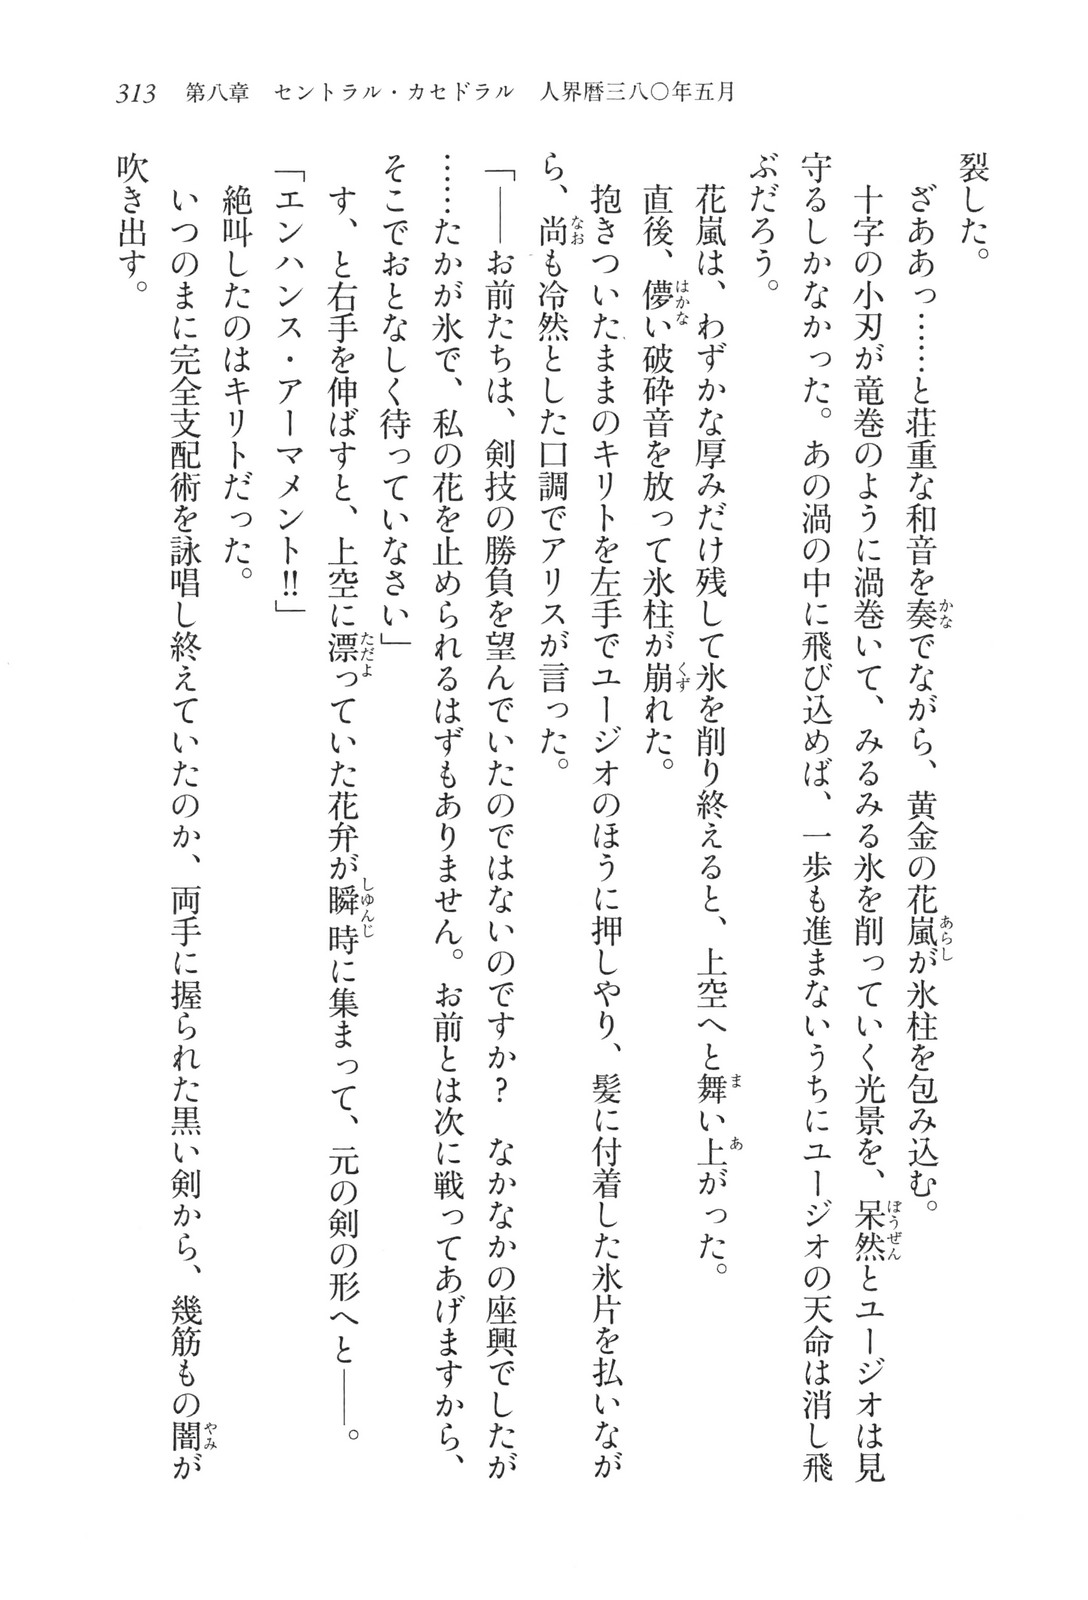 313　第八章　セントラル・カセドラル　人界暦三八〇年五月
裂した。
　ざああっ……と荘重な和音を奏でながら、黄金の花嵐が氷柱を包み込む。
　十字の小刃が竜巻のように渦巻いて、みるみる氷を削っていく光景を、呆然とユージオは見
守るしかなかった。あの渦の中に飛び込めば、一歩も進まないうちにユージオの天命は消し飛
ぶだろう。
　花嵐は、わずかな厚みだけ残して氷を削り終えると、上空へと舞い上がった。
　直後、儚い破砕音を放って氷柱が崩れた。
　抱きついたままのキリトを左手でユージオのほうに押しやり、髪に付着した氷片を払いなが
ら、尚も冷然とした口調でアリスが言った。
「――お前たちは、剣技の勝負を望んでいたのではないのですか？　なかなかの座興でしたが
……たかが氷で、私の花を止められるはずもありません。お前とは次に戦ってあげますから、
そこでおとなしく待っていなさい」
　す、と右手を伸ばすと、上空に漂っていた花弁が瞬時に集まって、元の剣の形へと――。
「エンハンス・アーマメント‼」
　絶叫したのはキリトだった。
　いつのまに完全支配術を詠唱し終えていたのか、両手に握られた黒い剣から、幾筋もの闇が
吹き出す。